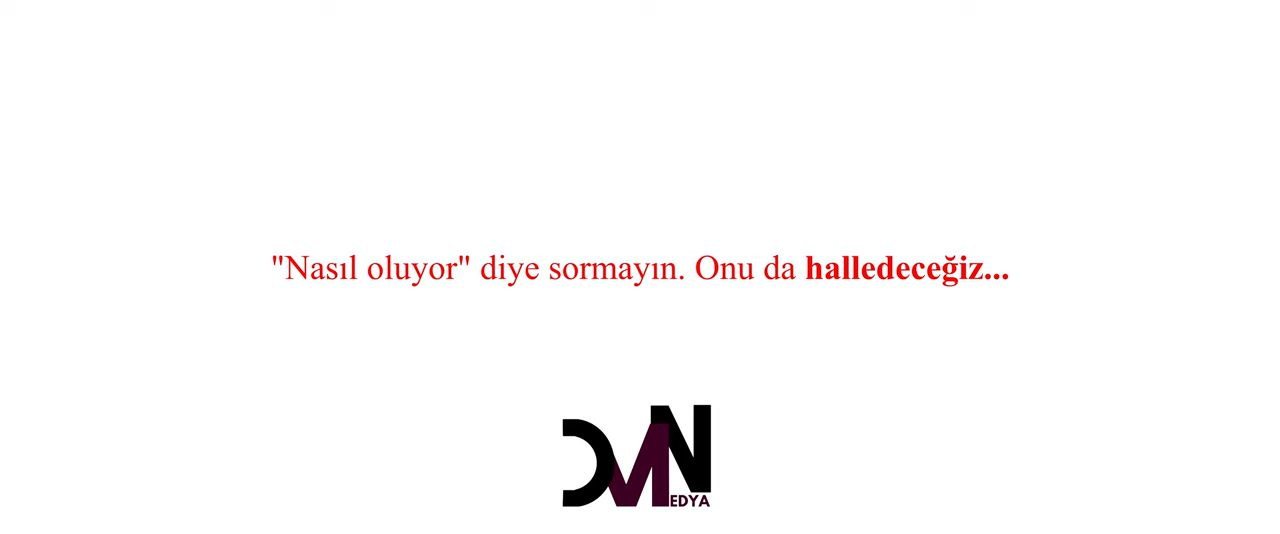 "Nasıl oluyor" diye sormayın. Onu da halledeceğiz...
DMN
EDYA